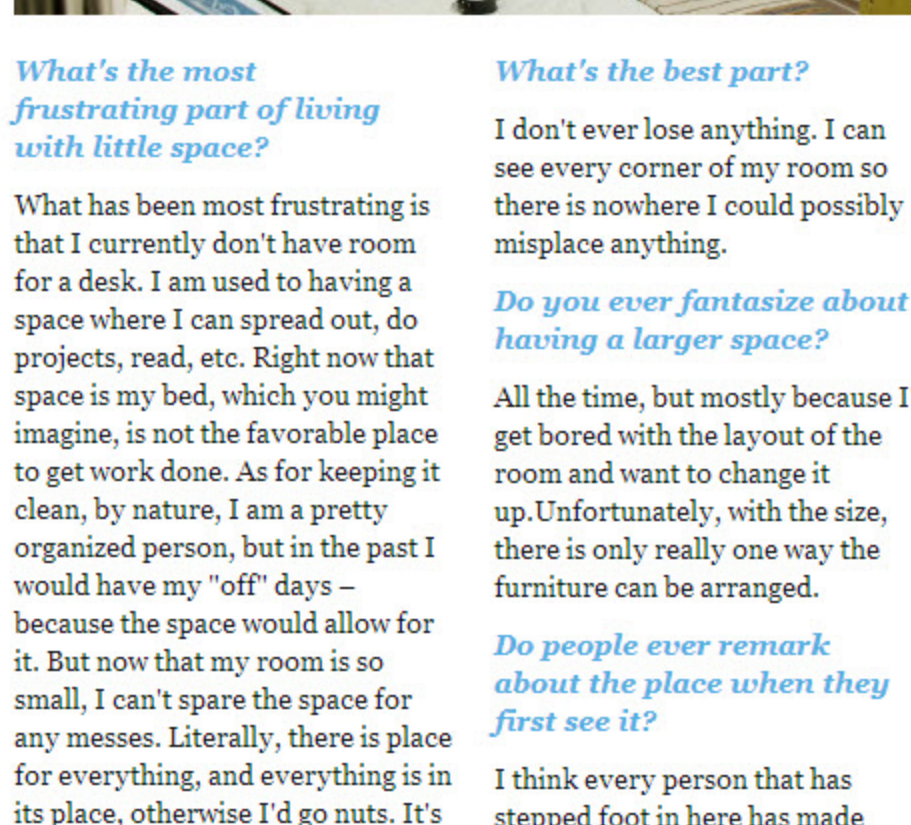 What's the most
frustrating part of living
with little space?
What has been most frustrating is
that I currently don't have room
for a desk. I am used to having a
space where I can spread out, do
projects, read, etc. Right now that
space is my bed, which you might
imagine, is not the favorable place
to get work done. As for keeping it
clean, by nature, I am a pretty
organized person, but in the past I
would have my "off" days –
because the space would allow for
it. But now that my room is so
small, I can't spare the space for
any messes. Literally, there is place
for everything, and everything is in
its place, otherwise I'd go nuts. It's
What's the best part?
I don't ever lose anything. I can
see every corner of my room so
there is nowhere I could possibly
misplace anything.
Do you ever fantasize about
having a larger space?
All the time, but mostly because I
get bored with the layout of the
room and want to change it
up.Unfortunately, with the size,
there is only really one way the
furniture can be arranged.
Do people ever remark
about the place when they
first see it?
I think every person that has
stepped foot in here has made